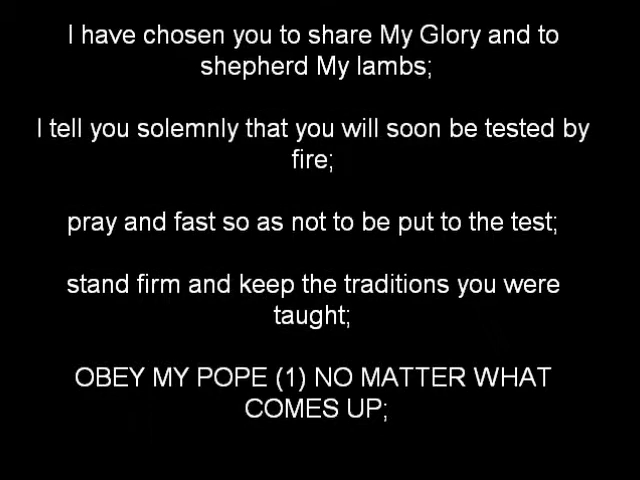 I have chosen you to share My Glory and to
shepherd My lambs;
I tell you solemnly that you will soon be tested by
fire;
pray and fast so as not to be put to the test;
stand firm and keep the traditions you were
taught;
OBEY MY POPE (1) NO MATTER WHAT
COMES UP;